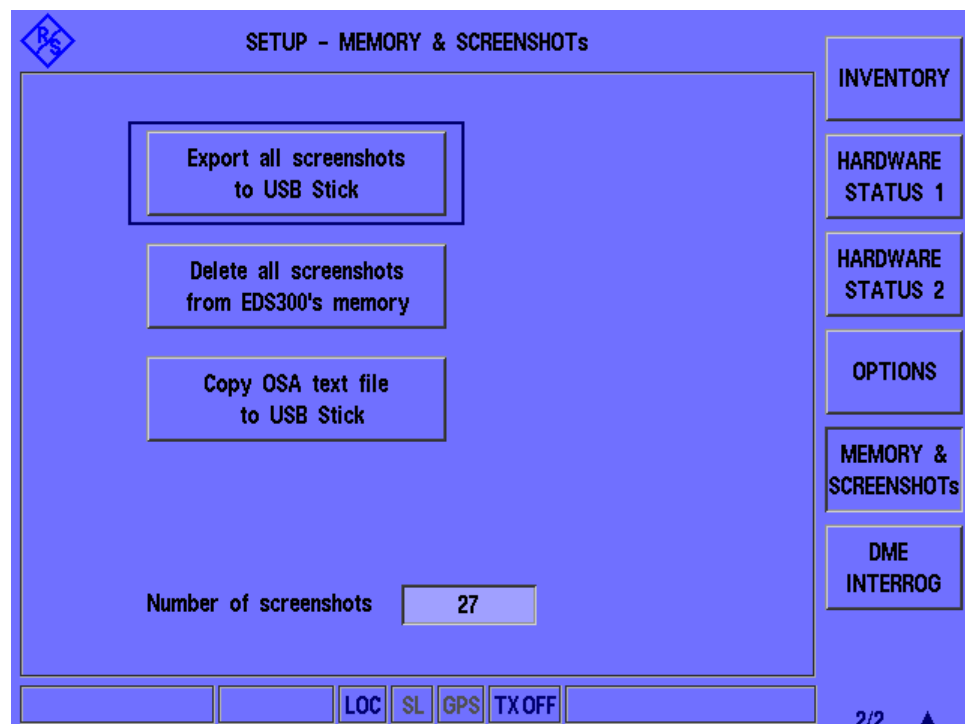 R/S
SETUP - MEMORY & SCREENSHOTs
Export all screenshots
to USB Stick
Delete all screenshots
from EDS300's memory
Copy OSA text file
to USB Stick
Number of screenshots 27
INVENTORY
HARDWARE
STATUS 1
HARDWARE
STATUS 2
OPTIONS
MEMORY &
SCREENSHOTs
DME
INTERROG
LOC SL GPS TX OFF
2/2